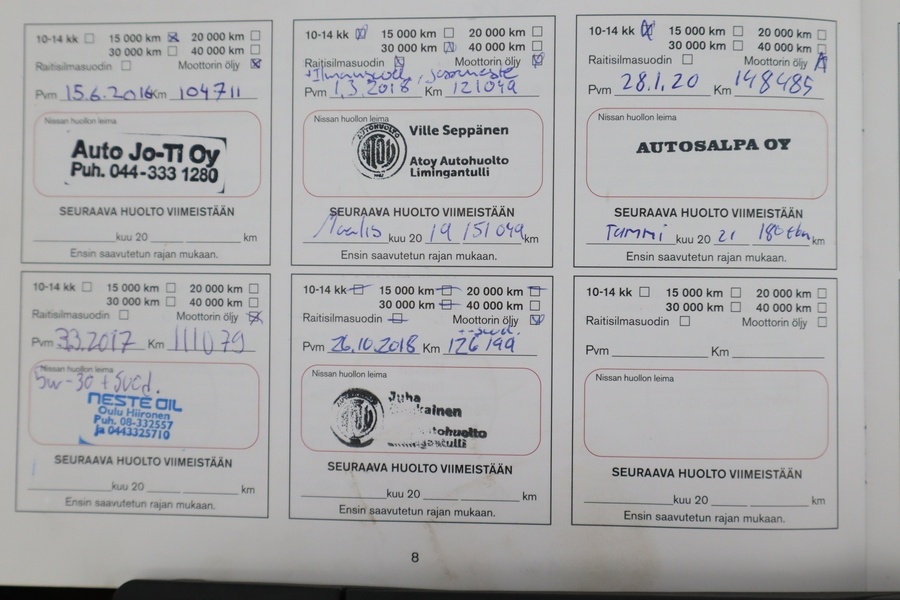 10-14 kk 15 000 km 20 000 km
30 000 km 40 000 km
Raitisilmasuodin Moottorin öljy
Pvm 15.6.2016 Km 104711
Nissan huollon leima
Auto Jo-Ti Oy
Puh. 044-333 1280
SEURAAVA HUOLTO VIIMEISTÄÄN
kuu 20 km
Ensin saavutetun rajan mukaan.
10-14 kk 15 000 km 20 000 km
30 000 km 40 000 km
Raitisilmasuodin Moottorin öljy
+Ilmansuod, jarruneste
Pvm 1.3.2018 Km 121049
Nissan huollon leima
AUTOHUOLTO
ATOY
Ville Seppänen
Atoy Autohuolto
Limingantulli
SEURAAVA HUOLTO VIIMEISTÄÄN
Maalis kuu 20 19 151049 km
Ensin saavutetun rajan mukaan.
10-14 kk 15 000 km 20 000 km
30 000 km 40 000 km
Raitisilmasuodin Moottorin öljy
Pvm 28.1.20 Km 148485
Nissan huollon leima
AUTOSALPA OY
SEURAAVA HUOLTO VIIMEISTÄÄN
Tammi kuu 20 21 km
Ensin saavutetun rajan mukaan.
10-14 kk 15 000 km 20 000 km
30 000 km 40 000 km
Raitisilmasuodin Moottorin öljy
Pvm 3.3.2017 Km 111079
Nissan huollon leima
5w-30 + suod.
NESTE OIL
Oulu Hiironen
Puh. 08-332557
ja 0443325710
SEURAAVA HUOLTO VIIMEISTÄÄN
kuu 20 km
Ensin saavutetun rajan mukaan.
10-14 kk 15 000 km 20 000 km
30 000 km 40 000 km
Raitisilmasuodin Moottorin öljy
+suod.
Pvm 26.10.2018 Km 126199
Nissan huollon leima
Juha
SEURAAVA HUOLTO VIIMEISTÄÄN
kuu 20 km
Ensin saavutetun rajan mukaan.
10-14 kk 15 000 km 20 000 km
30 000 km 40 000 km
Raitisilmasuodin Moottorin öljy
Pvm Km
Nissan huollon leima
SEURAAVA HUOLTO VIIMEISTÄÄN
kuu 20 km
Ensin saavutetun rajan mukaan.
8